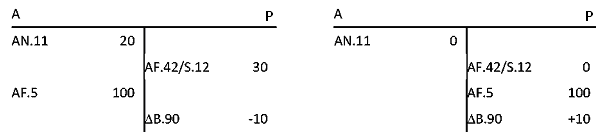 A P
AN.11 20
AF.42/S.12 30
AF.5 100
ΔB.90 -10
A P
AN.11 0
AF.42/S.12 0
AF.5 100
ΔB.90 +10